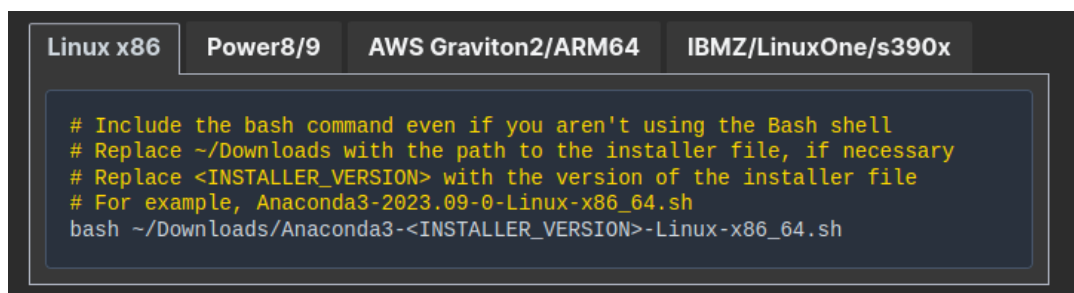 Linux x86 Power8/9 AWS Graviton2/ARM64 IBMZ/LinuxOne/s390x
# Include the bash command even if you aren't using the Bash shell
# Replace ~/Downloads with the path to the installer file, if necessary
# Replace <INSTALLER_VERSION> with the version of the installer file
# For example, Anaconda3-2023.09-0-Linux-x86_64.sh
bash ~/Downloads/Anaconda3-<INSTALLER_VERSION>-Linux-x86_64.sh